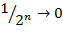 1/2ⁿ → 0